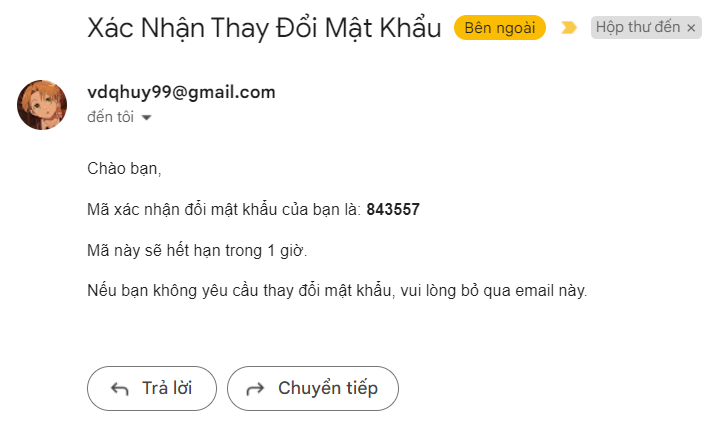 Xác Nhận Thay Đổi Mật Khẩu Bên ngoài Hộp thư đến ×
vdqhuy99@gmail.com
đến tôi
Chào bạn,
Mã xác nhận đổi mật khẩu của bạn là: 843557
Mã này sẽ hết hạn trong 1 giờ.
Nếu bạn không yêu cầu thay đổi mật khẩu, vui lòng bỏ qua email này.
Trả lời Chuyển tiếp